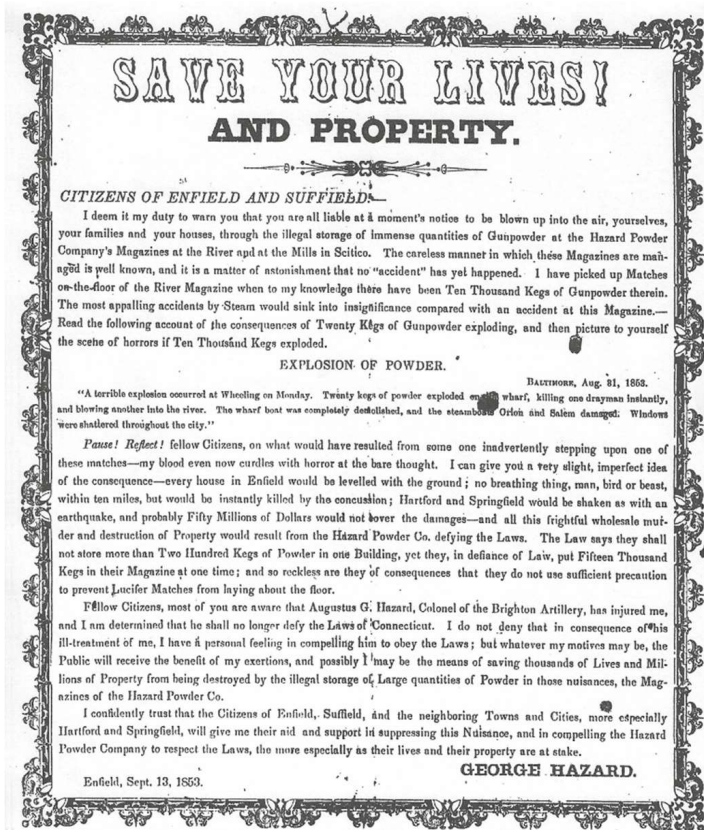 SAVE YOUR LIVES!
AND PROPERTY.
CITIZENS OF ENFIELD AND SUFFIELD:—
I deem it my duty to warn you that you are all liable at a moment's notice to be blown up into the air, yourselves,
your families and your houses, through the illegal storage of immense quantities of Gunpowder at the Hazard Powder
Company's Magazines at the River and at the Mills in Scitico. The careless manner in which these Magazines are man-
aged is well known, and it is a matter of astonishment that no "accident" has yet happened. I have picked up Matches
on the floor of the River Magazine when to my knowledge there have been Ten Thousand Kegs of Gunpowder therein.
The most appalling accidents by Steam would sink into insignificance compared with an accident at this Magazine.—
Read the following account of the consequences of Twenty Kegs of Gunpowder exploding, and then picture to yourself
the scene of horrors if Ten Thousand Kegs exploded.
EXPLOSION OF POWDER.
BALTIMORE, Aug. 31, 1853.
"A terrible explosion occurred at Wheeling on Monday. Twenty kegs of powder exploded on wharf, killing one drayman instantly,
and blowing another into the river. The wharf boat was completely demolished, and the steamboats Orion and Salem damaged. Windows
were shattered throughout the city."
Pause! Reflect! fellow Citizens, on what would have resulted from some one inadvertently stepping upon one of
these matches—my blood even now curdles with horror at the bare thought. I can give you a very slight, imperfect idea
of the consequence—every house in Enfield would be levelled with the ground; no breathing thing, man, bird or beast,
within ten miles, but would be instantly killed by the concussion; Hartford and Springfield would be shaken as with an
earthquake, and probably Fifty Millions of Dollars would not cover the damages—and all this frightful wholesale mur-
der and destruction of Property would result from the Hazard Powder Co. defying the Laws. The Law says they shall
not store more than Two Hundred Kegs of Powder in one Building, yet they, in defiance of Law, put Fifteen Thousand
Kegs in their Magazine at one time; and so reckless are they of consequences that they do not use sufficient precaution
to prevent Lucifer Matches from laying about the floor.
Fellow Citizens, most of you are aware that Augustus G. Hazard, Colonel of the Brighton Artillery, has injured me,
and I am determined that he shall no longer defy the Laws of Connecticut. I do not deny that in consequence of his
ill-treatment of me, I have a personal feeling in compelling him to obey the Laws; but whatever my motives may be, the
Public will receive the benefit of my exertions, and possibly I may be the means of saving thousands of Lives and Mil-
lions of Property from being destroyed by the illegal storage of Large quantities of Powder in those nuisances, the Mag-
azines of the Hazard Powder Co.
I confidently trust that the Citizens of Enfield, Suffield, and the neighboring Towns and Cities, more especially
Hartford and Springfield, will give me their aid and support in suppressing this Nuisance, and in compelling the Hazard
Powder Company to respect the Laws, the more especially as their lives and their property are at stake.
GEORGE HAZARD.
Enfield, Sept. 13, 1853.